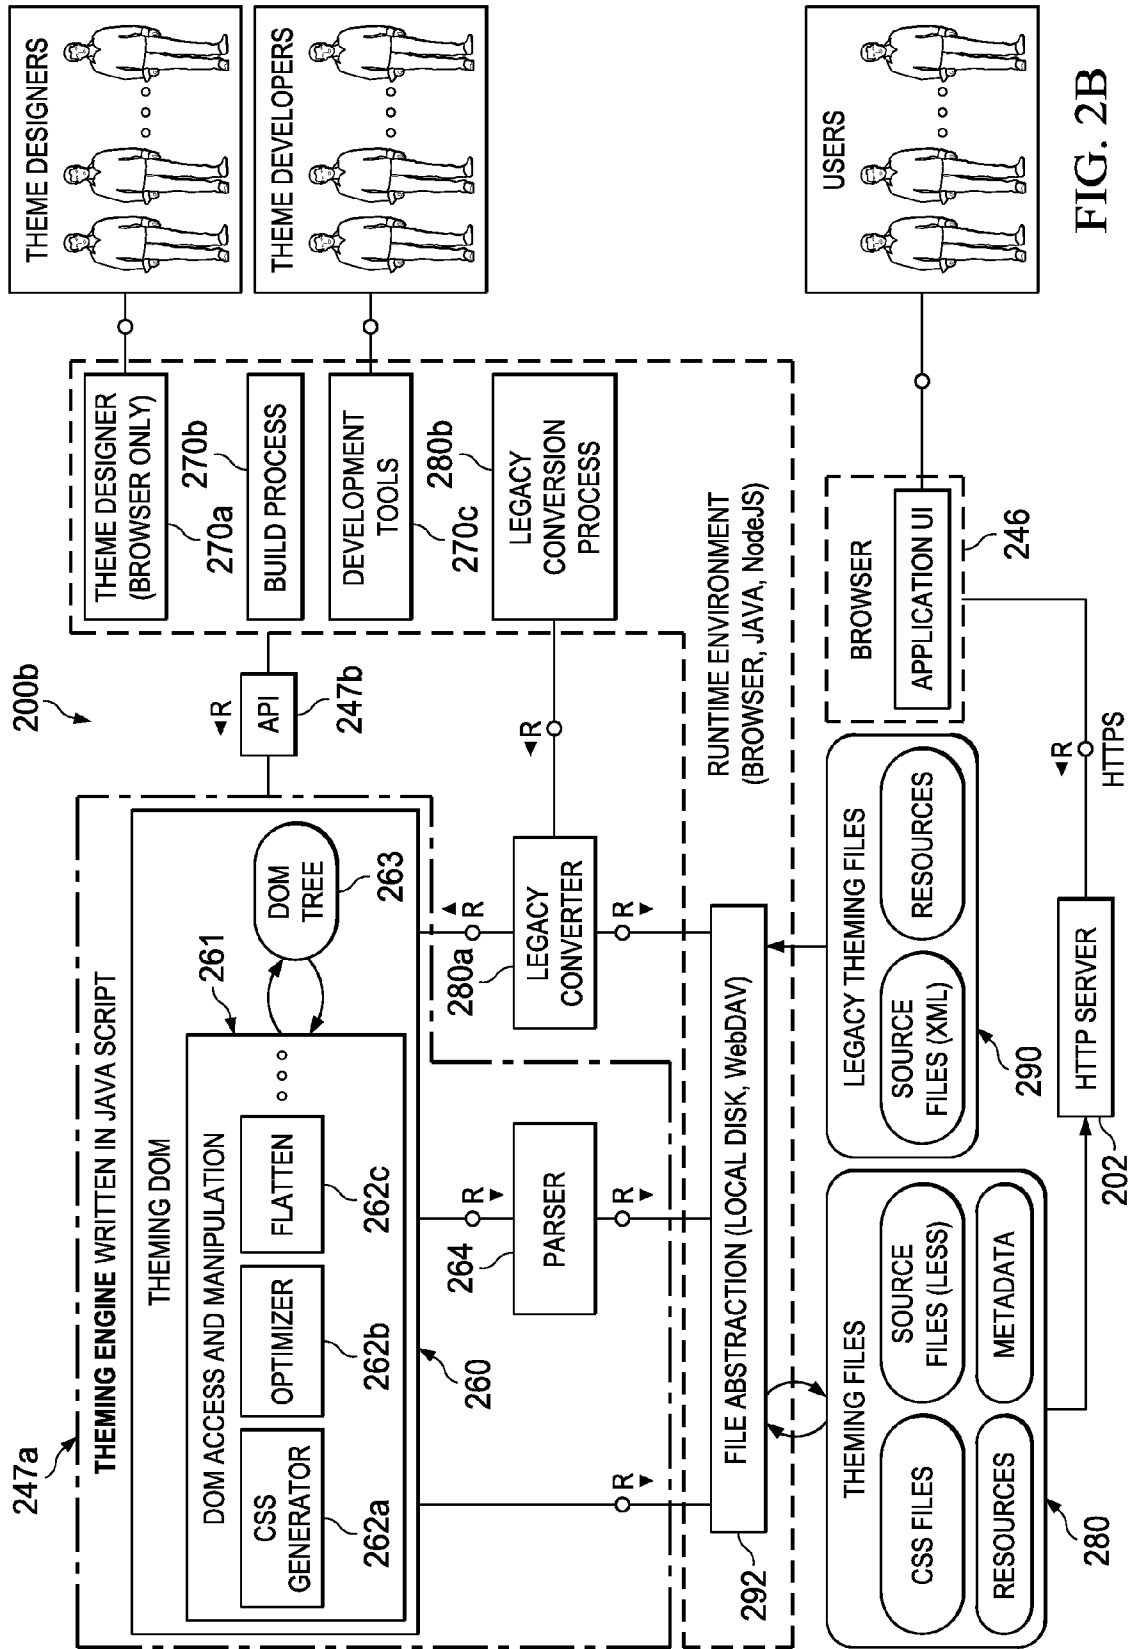 200b
247a
THEMING ENGINE WRITTEN IN JAVA SCRIPT
THEMING DOM
DOM ACCESS AND MANIPULATION
261
CSS
GENERATOR
262a
OPTIMIZER
262b
FLATTEN
262c
DOM
TREE
263
260
◄R
API
247b
THEME DESIGNER
(BROWSER ONLY)
270a
270b
BUILD PROCESS
DEVELOPMENT
TOOLS
270c
280b
LEGACY
CONVERSION
PROCESS
THEME DESIGNERS
THEME DEVELOPERS
R
264
PARSER
R
R
◄R
280a
R
LEGACY
CONVERTER
R
RUNTIME ENVIRONMENT
(BROWSER, JAVA, NodeJS)
FILE ABSTRACTION (LOCAL DISK, WebDAV)
292
THEMING FILES
CSS FILES
SOURCE
FILES (LESS)
RESOURCES
METADATA
280
LEGACY THEMING FILES
SOURCE
FILES (XML)
RESOURCES
290
BROWSER
APPLICATION UI
246
USERS
HTTP SERVER
202
◄R
HTTPS
FIG. 2B